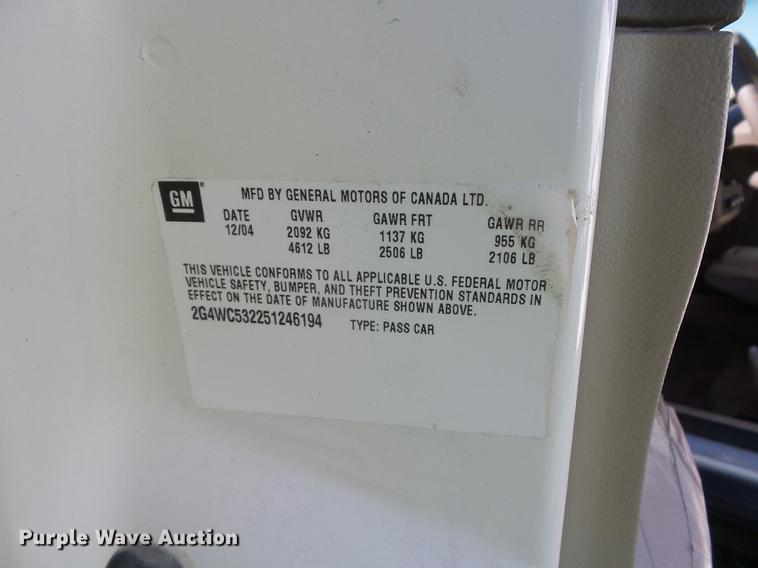 GM
MFD BY GENERAL MOTORS OF CANADA LTD.
DATE GVWR GAWR FRT GAWR RR
12/04 2092 KG 1137 KG 955 KG
4612 LB 2506 LB 2106 LB
THIS VEHICLE CONFORMS TO ALL APPLICABLE U.S. FEDERAL MOTOR
VEHICLE SAFETY, BUMPER, AND THEFT PREVENTION STANDARDS IN
EFFECT ON THE DATE OF MANUFACTURE SHOWN ABOVE.
2G4WC532251246194 TYPE: PASS CAR
Purple Wave Auction